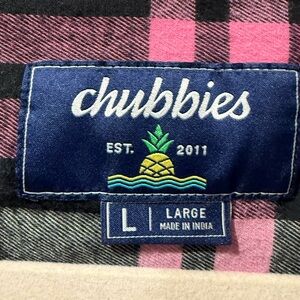 chubbies
EST. 2011
L LARGE
MADE IN INDIA